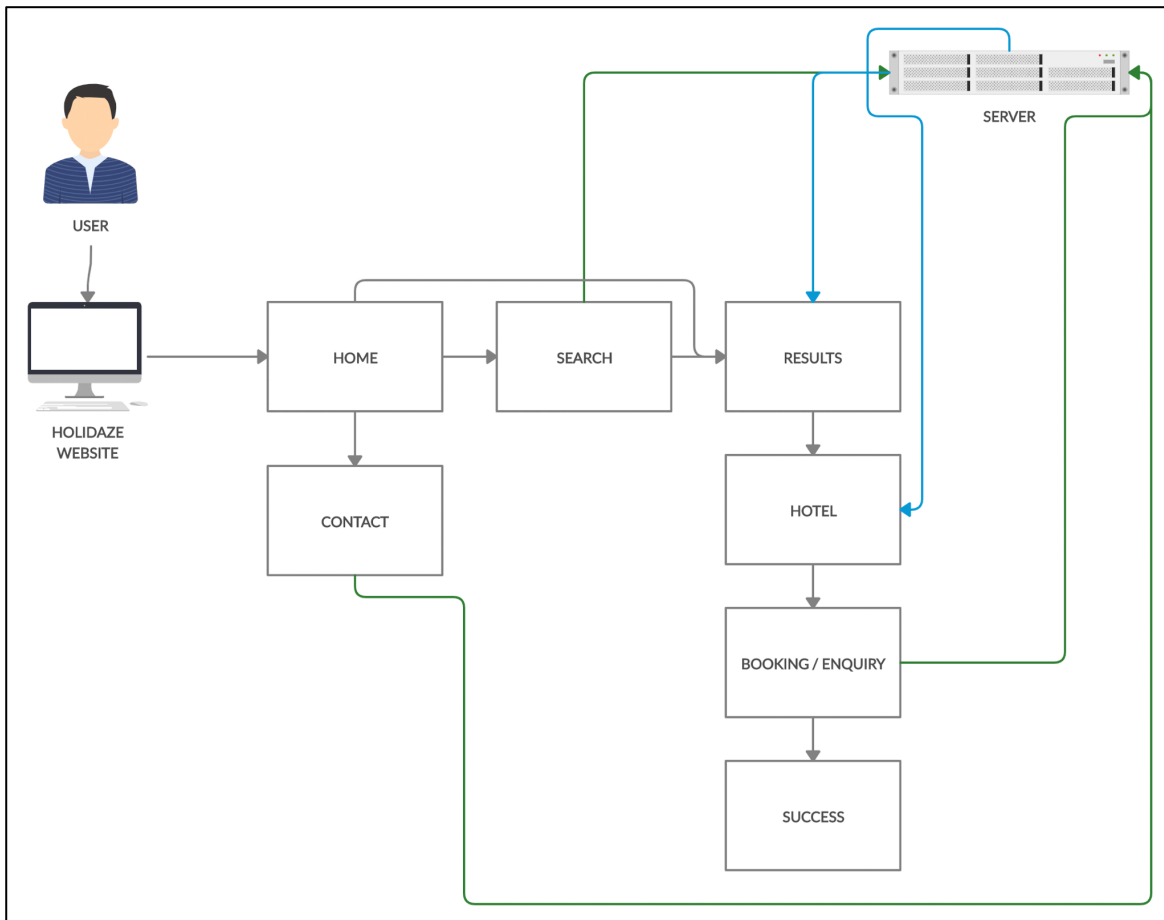 SERVER
USER
HOME
SEARCH
RESULTS
HOLIDAZE
WEBSITE
CONTACT
HOTEL
BOOKING / ENQUIRY
SUCCESS